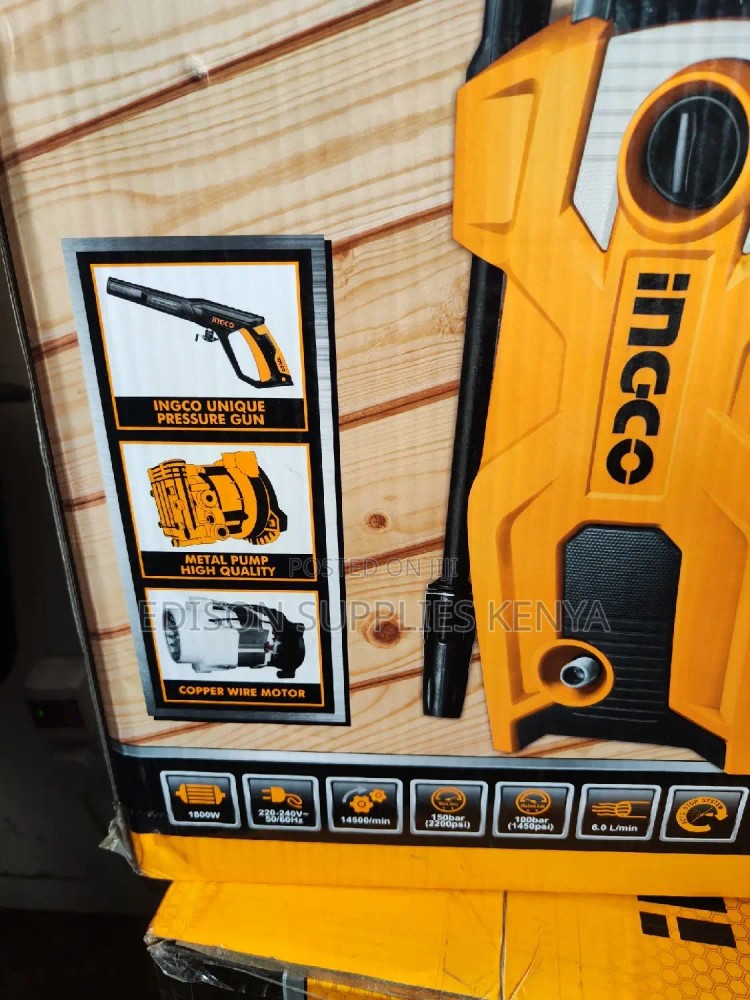 INGCO
INGCO
INGCO UNIQUE
PRESSURE GUN
METAL PUMP
HIGH QUALITY
POSTED ON JIJI
EDISON SUPPLIES KENYA
COPPER WIRE MOTOR
1800W
220-240V~
50/60Hz
14500/min
150bar
(2200psi)
100bar
(1450psi)
6.0 L/min